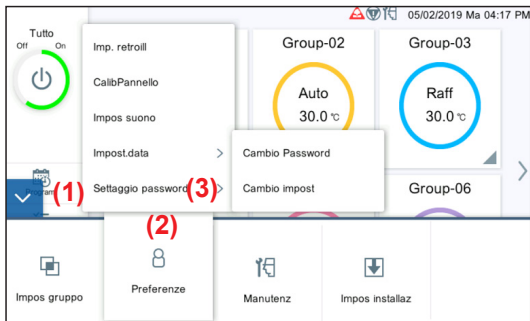 05/02/2019 Ma 04:17 PM
Tutto
Off On
Imp. retroill
CalibPannello
Impos suono
Impost.data >
Settaggio password >
Group-02
Auto
30.0 °C
Group-03
Raff
30.0 °C
Cambio Password
Cambio impost
Group-06
(1)
(3)
(2)
Impos gruppo
Preferenze
Manutenz
Impos installaz